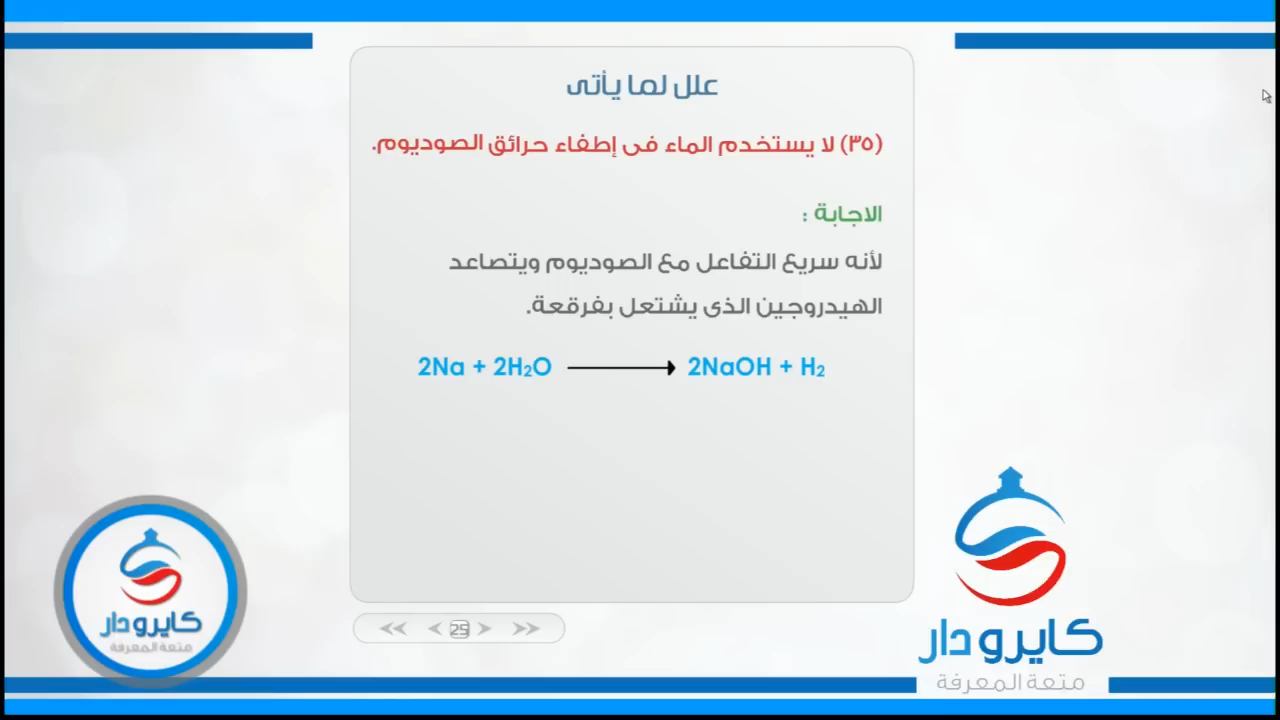 علل لما يأتى
(٣٥) لا يستخدم الماء فى إطفاء حرائق الصوديوم.
الاجابة :
لأنه سريع التفاعل مع الصوديوم ويتصاعد
الهيدروجين الذى يشتعل بفرقعة.
2Na + 2H₂O ⟶ 2NaOH + H₂
25
كايرو دار
متعة المعرفة
كايرو دار
متعة المعرفة